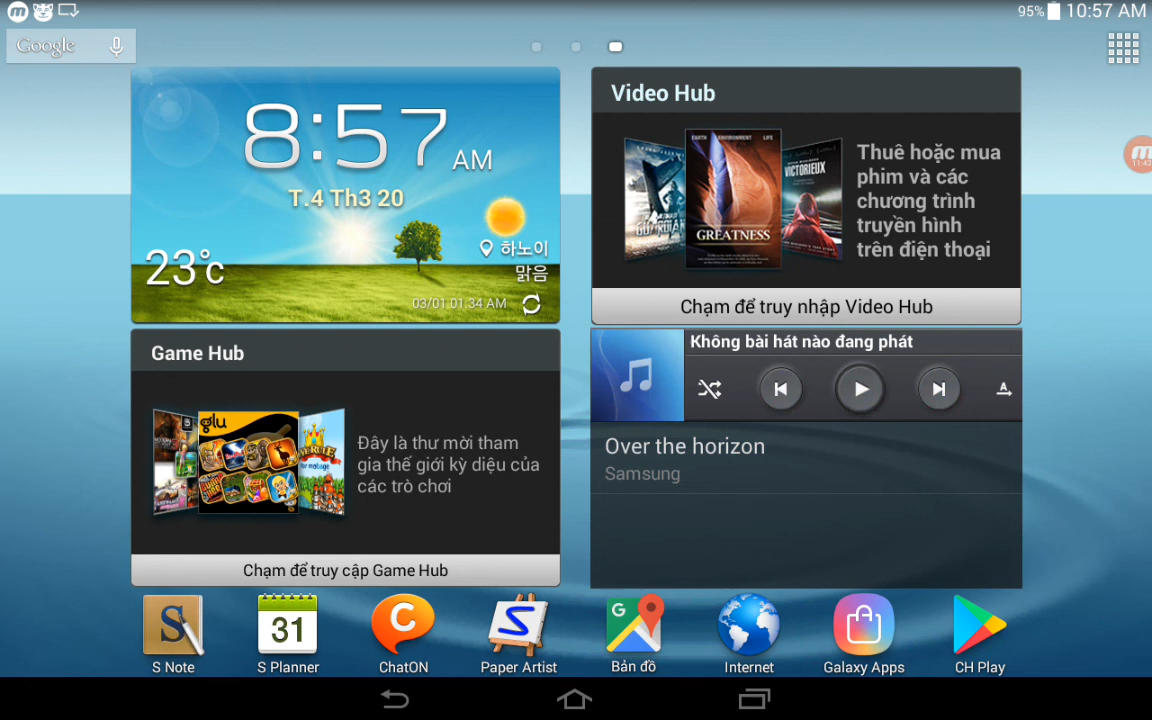 95% 10:57 AM
Google
8:57 AM
T.4 Th3 20
하노이
23°c
맑음
03/01 01:34 AM
Video Hub
EARTH ENVIRONMENT LIFE
GREATNESS
VICTORIEUX
Thuê hoặc mua
phim và các
chương trình
truyền hình
trên điện thoại
Chạm để truy nhập Video Hub
Game Hub
glu
Đây là thư mời tham
gia thế giới kỳ diệu của
các trò chơi
Chạm để truy cập Game Hub
Không bài hát nào đang phát
A
Over the horizon
Samsung
S
31
C
S
G
S Note
S Planner
ChatON
Paper Artist
Bản đồ
Internet
Galaxy Apps
CH Play